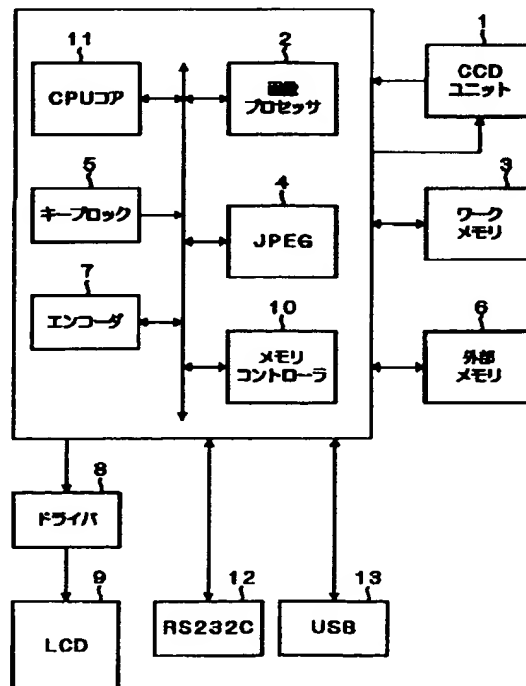 11
CPUコア
2
画像
プロセッサ
1
CCD
ユニット
5
キーブロック
4
JPEG
3
ワーク
メモリ
7
エンコーダ
10
メモリ
コントローラ
6
外部
メモリ
8
ドライバ
9
LCD
12
RS232C
13
USB